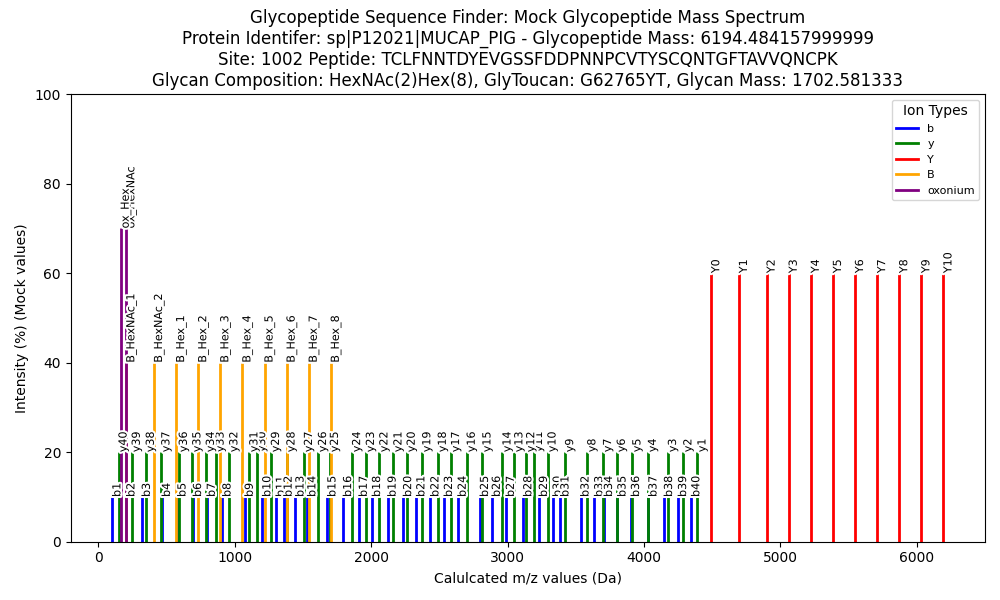 Glycopeptide Sequence Finder: Mock Glycopeptide Mass Spectrum
Protein Identifer: sp|P12021|MUCAP_PIG - Glycopeptide Mass: 6194.484157999999
Site: 1002 Peptide: TCLFNNTDYEVGSSFDDPNNPCVTYSCQNTGFTAVVQNCPK
Glycan Composition: HexNAc(2)Hex(8), GlyToucan: G62765YT, Glycan Mass: 1702.581333
Intensity (%) (Mock values)
100
80
60
40
20
0
Ion Types
b
y
Y
B
oxonium
ox_Hex
ox_HexNAc
Y0
Y1
Y2
Y3
Y4
Y5
Y6
Y7
Y8
Y9
Y10
B_HexNAc_1
B_HexNAc_2
B_Hex_1
B_Hex_2
B_Hex_3
B_Hex_4
B_Hex_5
B_Hex_6
B_Hex_7
B_Hex_8
y40
y39
y38
y37
y36
y35
y34
y33
y32
y31
y30
y29
y28
y27
y26
y25
y24
y23
y22
y21
y20
y19
y18
y17
y16
y15
y14
y13
y12
y11
y10
y9
y8
y7
y6
y5
y4
y3
y2
y1
b1
b2
b3
b4
b5
b6
b7
b8
b9
b10
b11
b12
b13
b14
b15
b16
b17
b18
b19
b20
b21
b22
b23
b24
b25
b26
b27
b28
b29
b30
b31
b32
b33
b34
b35
b36
b37
b38
b39
b40
0
1000
2000
3000
4000
5000
6000
Calulcated m/z values (Da)